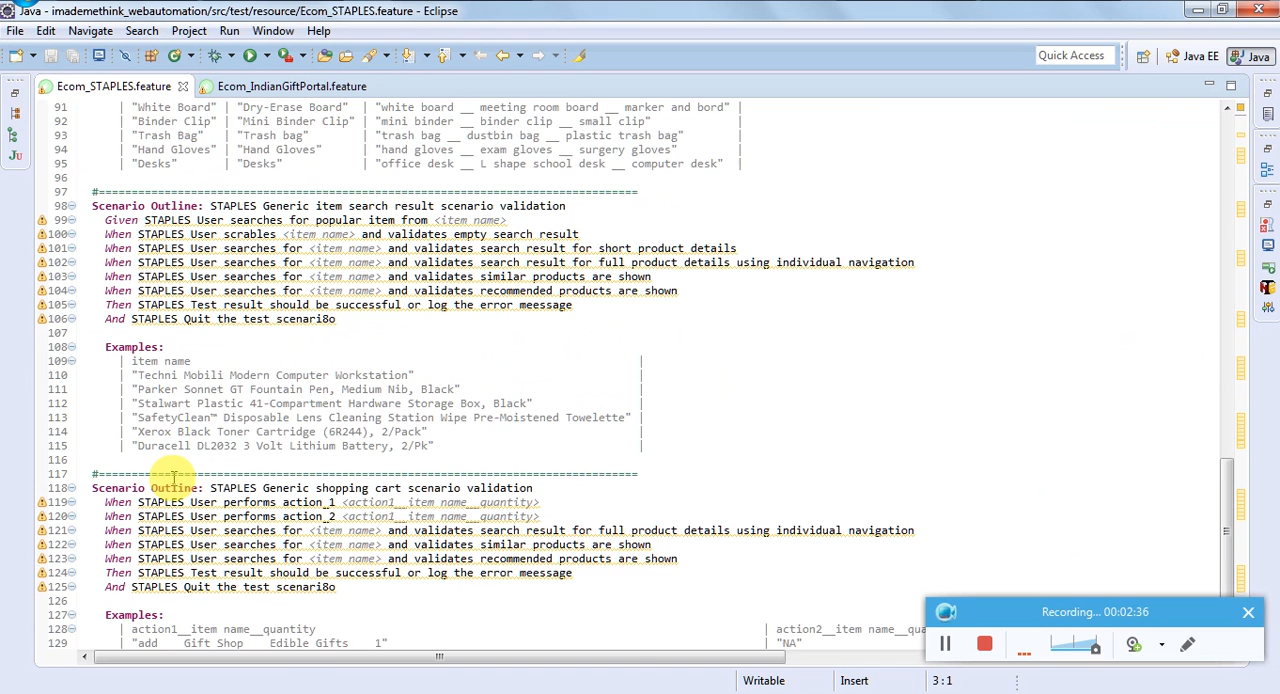 Java - imademethink_webautomation/src/test/resource/Ecom_STAPLES.feature - Eclipse
File Edit Navigate Search Project Run Window Help
Quick Access Java EE Java
Ecom_STAPLES.feature Ecom_IndianGiftPortal.feature
91 | "White Board" | "Dry-Erase Board" | "white board __ meeting room board __ marker and bord" |
92 | "Binder Clip" | "Mini Binder Clip" | "mini binder __ binder clip __ small clip" |
93 | "Trash Bag" | "Trash bag" | "trash bag __ dustbin bag __ plastic trash bag" |
94 | "Hand Gloves" | "Hand Gloves" | "hand gloves __ exam gloves __ surgery gloves" |
95 | "Desks" | "Desks" | "office desk __ L shape school desk __ computer desk" |
96
97 #==================================================================================
98 Scenario Outline: STAPLES Generic item search result scenario validation
99 Given STAPLES User searches for popular item from <item name>
100 When STAPLES User scrables <item name> and validates empty search result
101 When STAPLES User searches for <item name> and validates search result for short product details
102 When STAPLES User searches for <item name> and validates search result for full product details using individual navigation
103 When STAPLES User searches for <item name> and validates similar products are shown
104 When STAPLES User searches for <item name> and validates recommended products are shown
105 Then STAPLES Test result should be successful or log the error meessage
106 And STAPLES Quit the test scenari8o
107
108 Examples:
109 | item name |
110 | "Techni Mobili Modern Computer Workstation" |
111 | "Parker Sonnet GT Fountain Pen, Medium Nib, Black" |
112 | "Stalwart Plastic 41-Compartment Hardware Storage Box, Black" |
113 | "SafetyClean™ Disposable Lens Cleaning Station Wipe Pre-Moistened Towelette" |
114 | "Xerox Black Toner Cartridge (6R244), 2/Pack" |
115 | "Duracell DL2032 3 Volt Lithium Battery, 2/Pk" |
116
117 #==================================================================================
118 Scenario Outline: STAPLES Generic shopping cart scenario validation
119 When STAPLES User performs action_1 <action1__item name__quantity>
120 When STAPLES User performs action_2 <action1__item name__quantity>
121 When STAPLES User searches for <item name> and validates search result for full product details using individual navigation
122 When STAPLES User searches for <item name> and validates similar products are shown
123 When STAPLES User searches for <item name> and validates recommended products are shown
124 Then STAPLES Test result should be successful or log the error meessage
125 And STAPLES Quit the test scenari8o
126
127 Examples:
128 | action1__item name__quantity | action2__item name__qu
129 | "add__Gift Shop__Edible Gifts__1" | "NA"
Recording... 00:02:36
Writable Insert 3 : 1